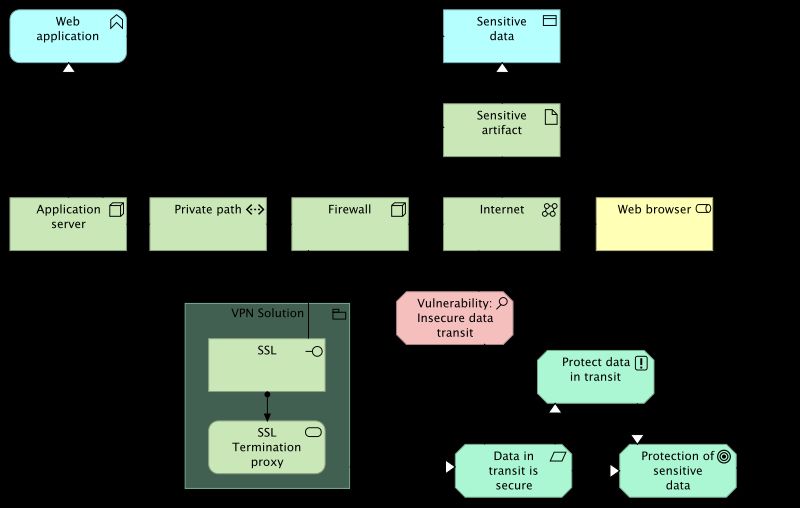 Web
application
Sensitive
data
Sensitive
artifact
Application
server
Private path
Firewall
Internet
Web browser
VPN Solution
SSL
SSL
Termination
proxy
Vulnerability:
Insecure data
transit
Protect data
in transit
Data in
transit is
secure
Protection of
sensitive
data